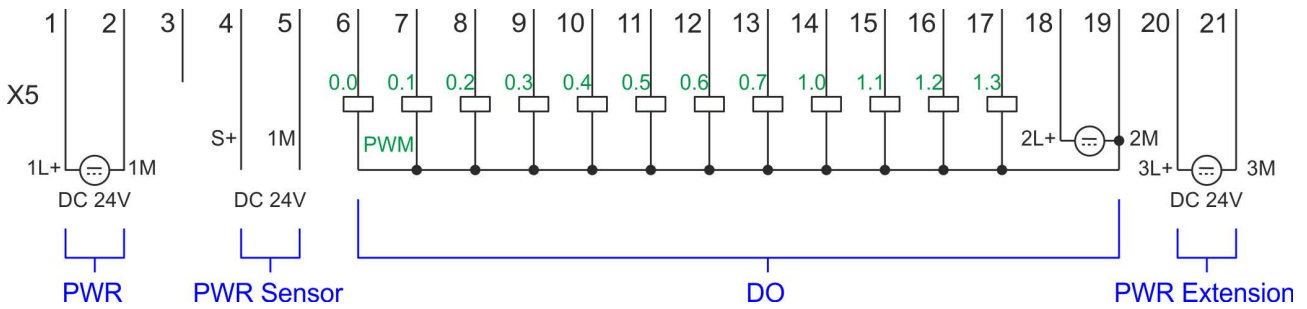 1 2 3 4 5 6 7 8 9 10 11 12 13 14 15 16 17 18 19 20 21
0.0 0.1 0.2 0.3 0.4 0.5 0.6 0.7 1.0 1.1 1.2 1.3
X5
S+ 1M PWM 2L+ 2M
1L+ 1M 3L+ 3M
DC 24V DC 24V DC 24V
PWR PWR Sensor DO PWR Extension